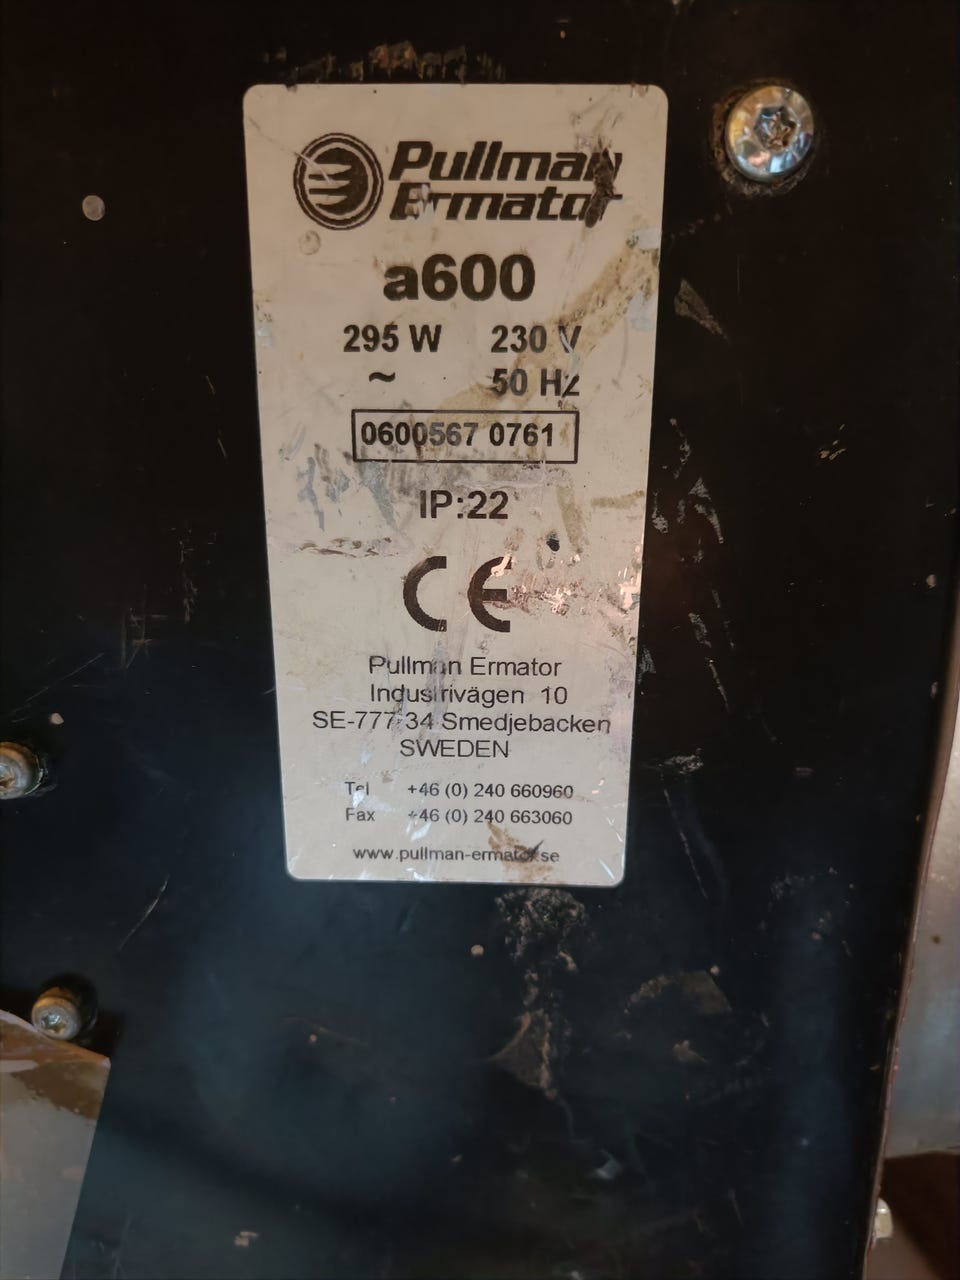 Pullman
Ermator
a600
295 W 230 V
~ 50 Hz
0600567 0761
IP:22
CE
Pullman Ermator
Industrivägen 10
SE-777 34 Smedjebacken
SWEDEN
Tel +46 (0) 240 660960
Fax +46 (0) 240 663060
www.pullman-ermator.se